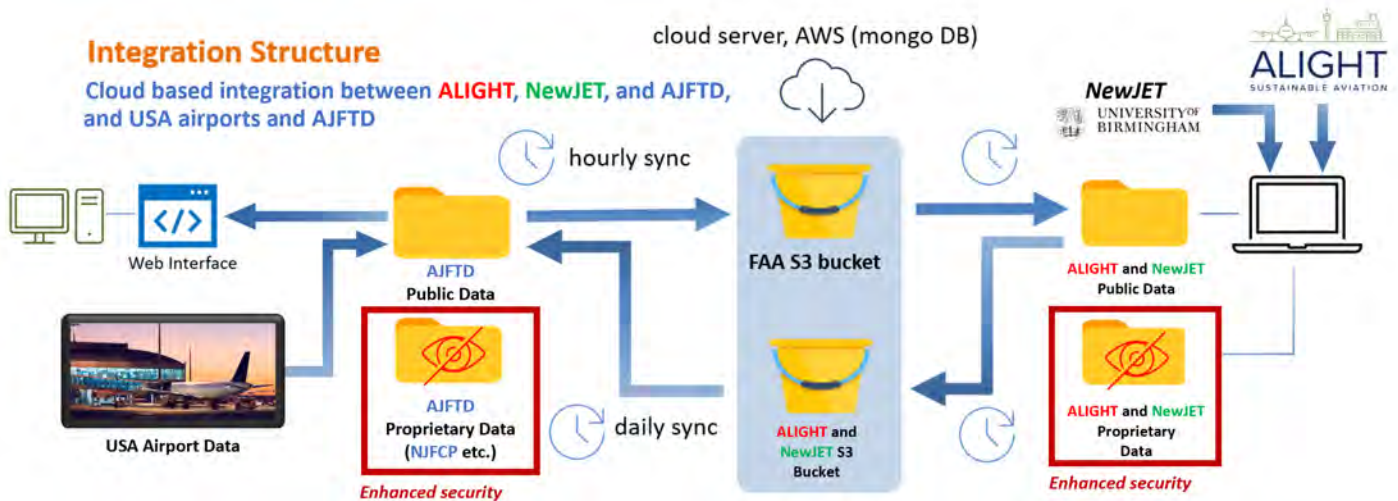 Integration Structure
Cloud based integration between ALIGHT, NewJET, and AJFTD,
and USA airports and AJFTD
cloud server, AWS (mongo DB)
ALIGHT
SUSTAINABLE AVIATION
NewJET
UNIVERSITY OF
BIRMINGHAM
hourly sync
Web Interface
AJFTD
Public Data
FAA S3 bucket
ALIGHT and NewJET
Public Data
USA Airport Data
AJFTD
Proprietary Data
(NJFCP etc.)
Enhanced security
daily sync
ALIGHT and
NewJET S3
Bucket
ALIGHT and NewJET
Proprietary
Data
Enhanced security